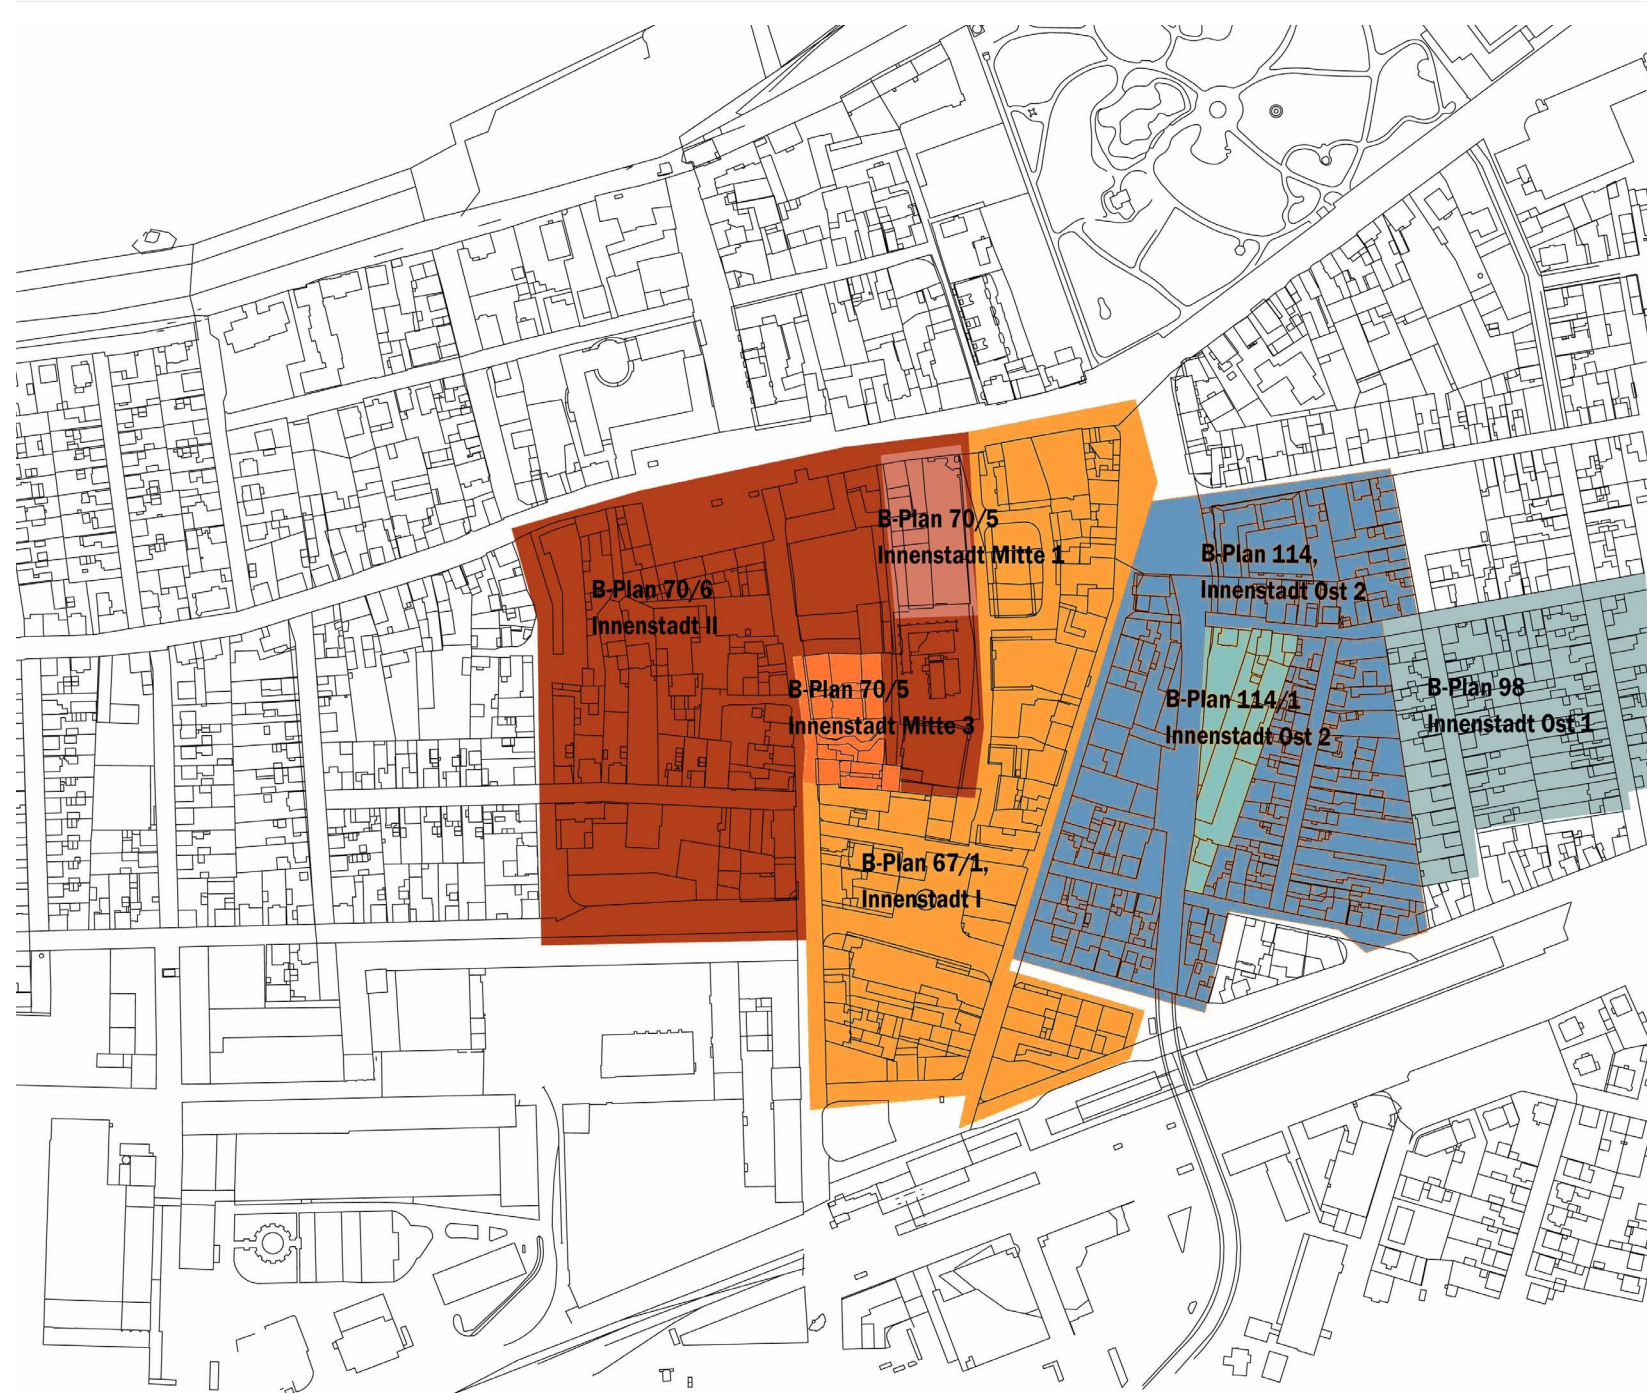 B-Plan 70/5
Innenstadt Mitte 1
B-Plan 114,
Innenstadt Ost 2
B-Plan 70/6
Innenstadt II
B-Plan 70/5
Innenstadt Mitte 3
B-Plan 114/1
Innenstadt Ost 2
B-Plan 98
Innenstadt Ost 1
B-Plan 67/1,
Innenstadt I